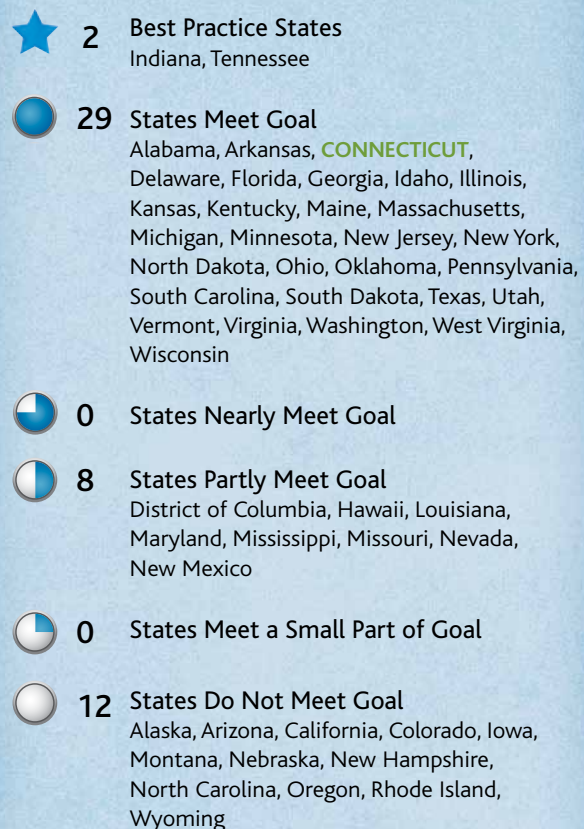 2 Best Practice States
Indiana, Tennessee
29 States Meet Goal
Alabama, Arkansas, CONNECTICUT,
Delaware, Florida, Georgia, Idaho, Illinois,
Kansas, Kentucky, Maine, Massachusetts,
Michigan, Minnesota, New Jersey, New York,
North Dakota, Ohio, Oklahoma, Pennsylvania,
South Carolina, South Dakota, Texas, Utah,
Vermont, Virginia, Washington, West Virginia,
Wisconsin
0 States Nearly Meet Goal
8 States Partly Meet Goal
District of Columbia, Hawaii, Louisiana,
Maryland, Mississippi, Missouri, Nevada,
New Mexico
0 States Meet a Small Part of Goal
12 States Do Not Meet Goal
Alaska, Arizona, California, Colorado, Iowa,
Montana, Nebraska, New Hampshire,
North Carolina, Oregon, Rhode Island,
Wyoming